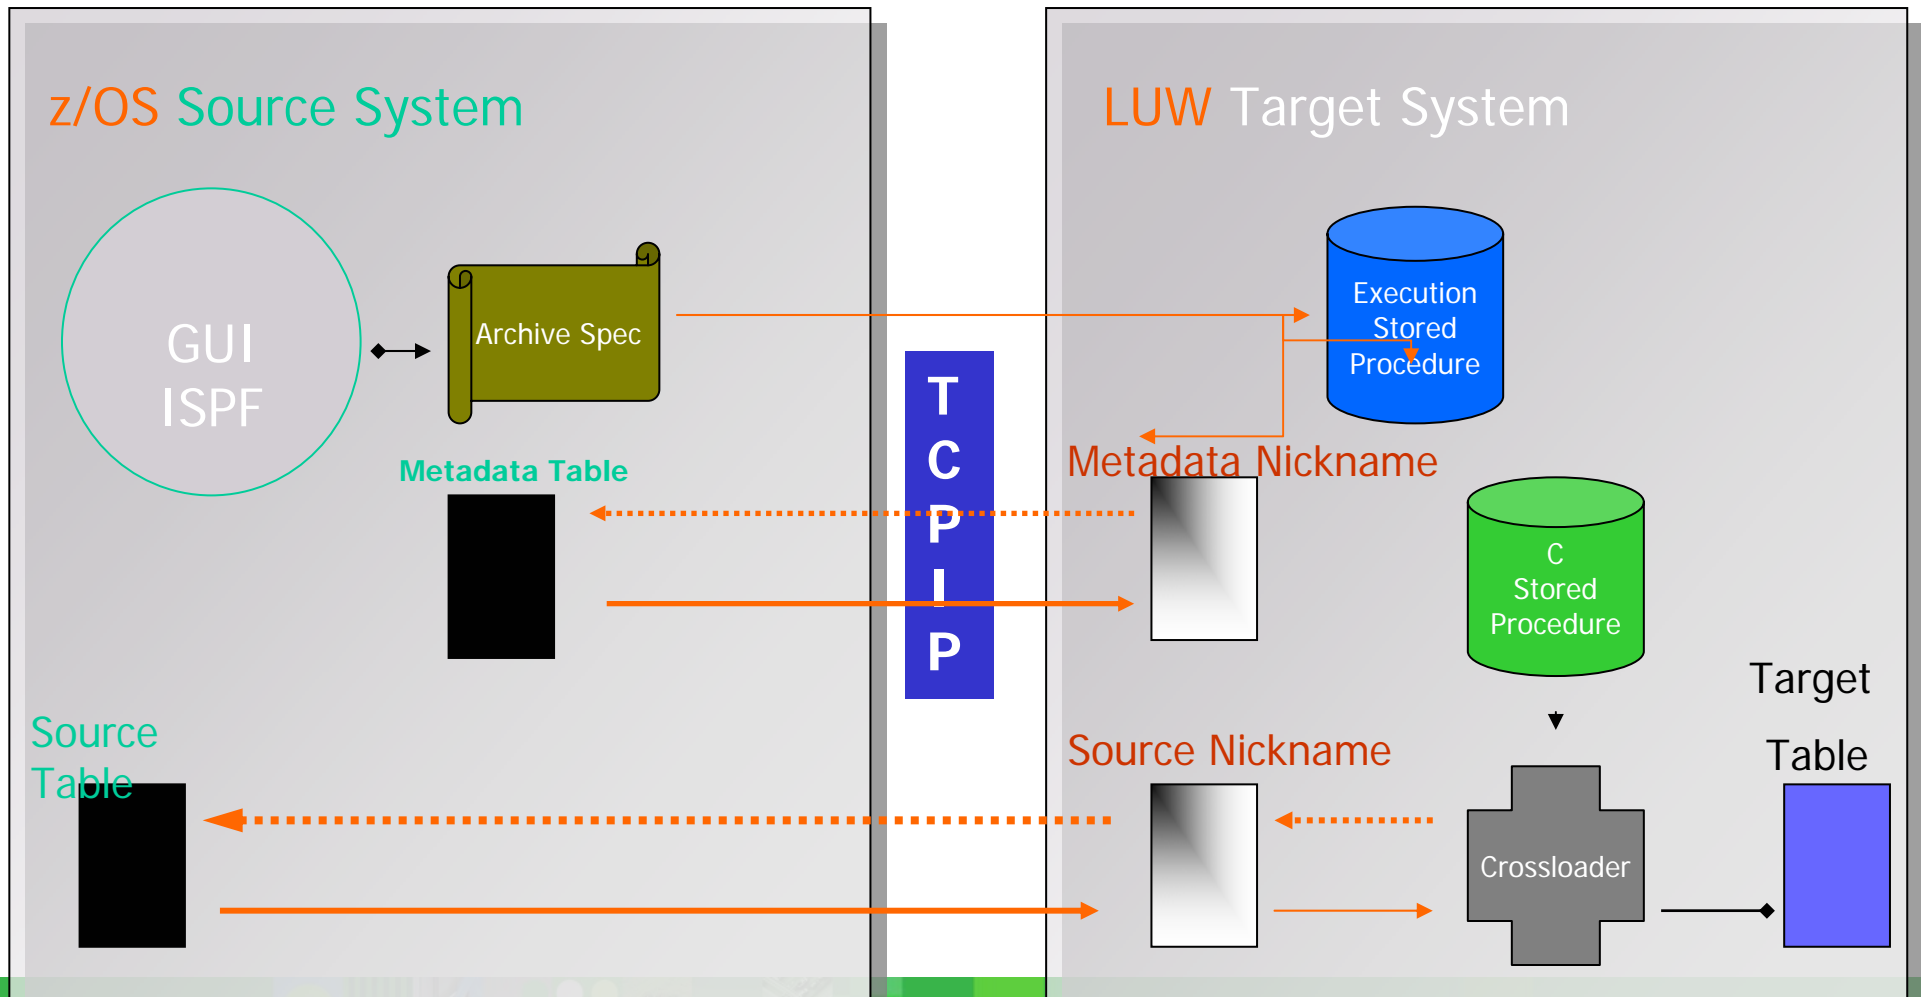 z/OS Source System
GUI
ISPF
Archive Spec
Metadata Table
Source
Table
T
C
P
I
P
LUW Target System
Execution
Stored
Procedure
Metadata Nickname
C
Stored
Procedure
Source Nickname
Crossloader
Target
Table